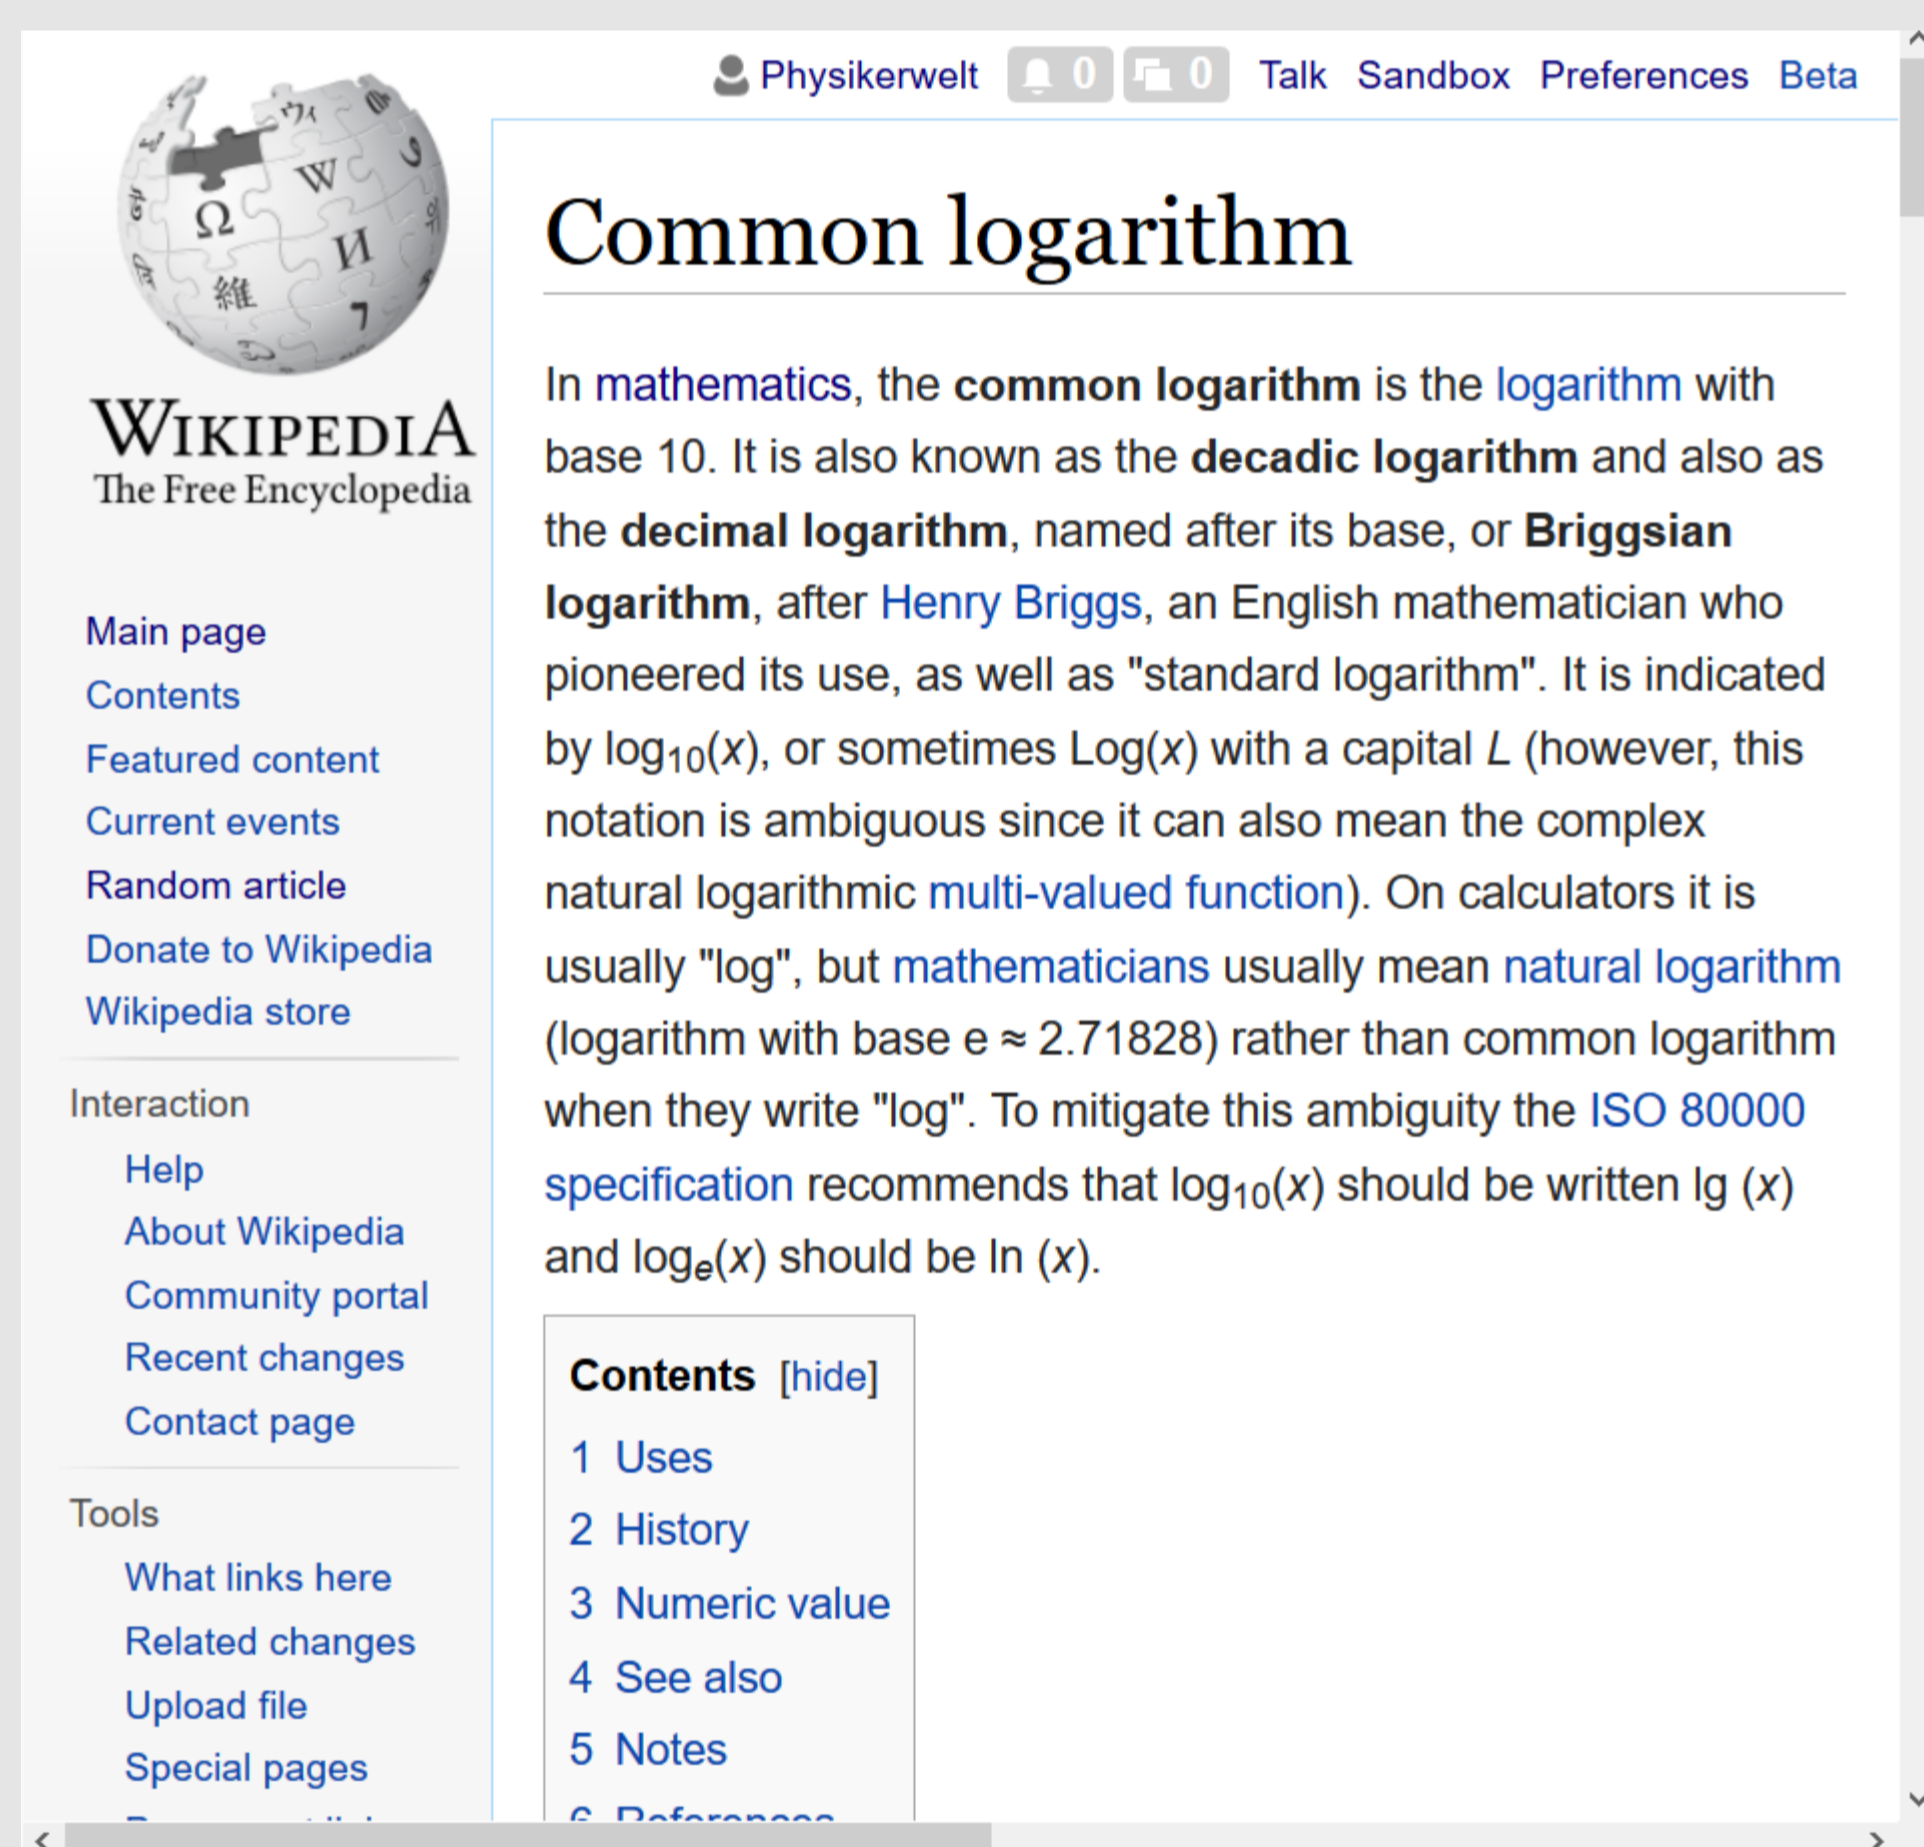 Physikerwelt 0 0 Talk Sandbox Preferences Beta
Ω W И 維 ウィ 7
WIKIPEDIA
The Free Encyclopedia
Main page
Contents
Featured content
Current events
Random article
Donate to Wikipedia
Wikipedia store
Interaction
Help
About Wikipedia
Community portal
Recent changes
Contact page
Tools
What links here
Related changes
Upload file
Special pages
Common logarithm
In mathematics, the common logarithm is the logarithm with
base 10. It is also known as the decadic logarithm and also as
the decimal logarithm, named after its base, or Briggsian
logarithm, after Henry Briggs, an English mathematician who
pioneered its use, as well as "standard logarithm". It is indicated
by log₁₀(x), or sometimes Log(x) with a capital L (however, this
notation is ambiguous since it can also mean the complex
natural logarithmic multi-valued function). On calculators it is
usually "log", but mathematicians usually mean natural logarithm
(logarithm with base e ≈ 2.71828) rather than common logarithm
when they write "log". To mitigate this ambiguity the ISO 80000
specification recommends that log₁₀(x) should be written lg (x)
and logₑ(x) should be ln (x).
Contents [hide]
1 Uses
2 History
3 Numeric value
4 See also
5 Notes
6 References